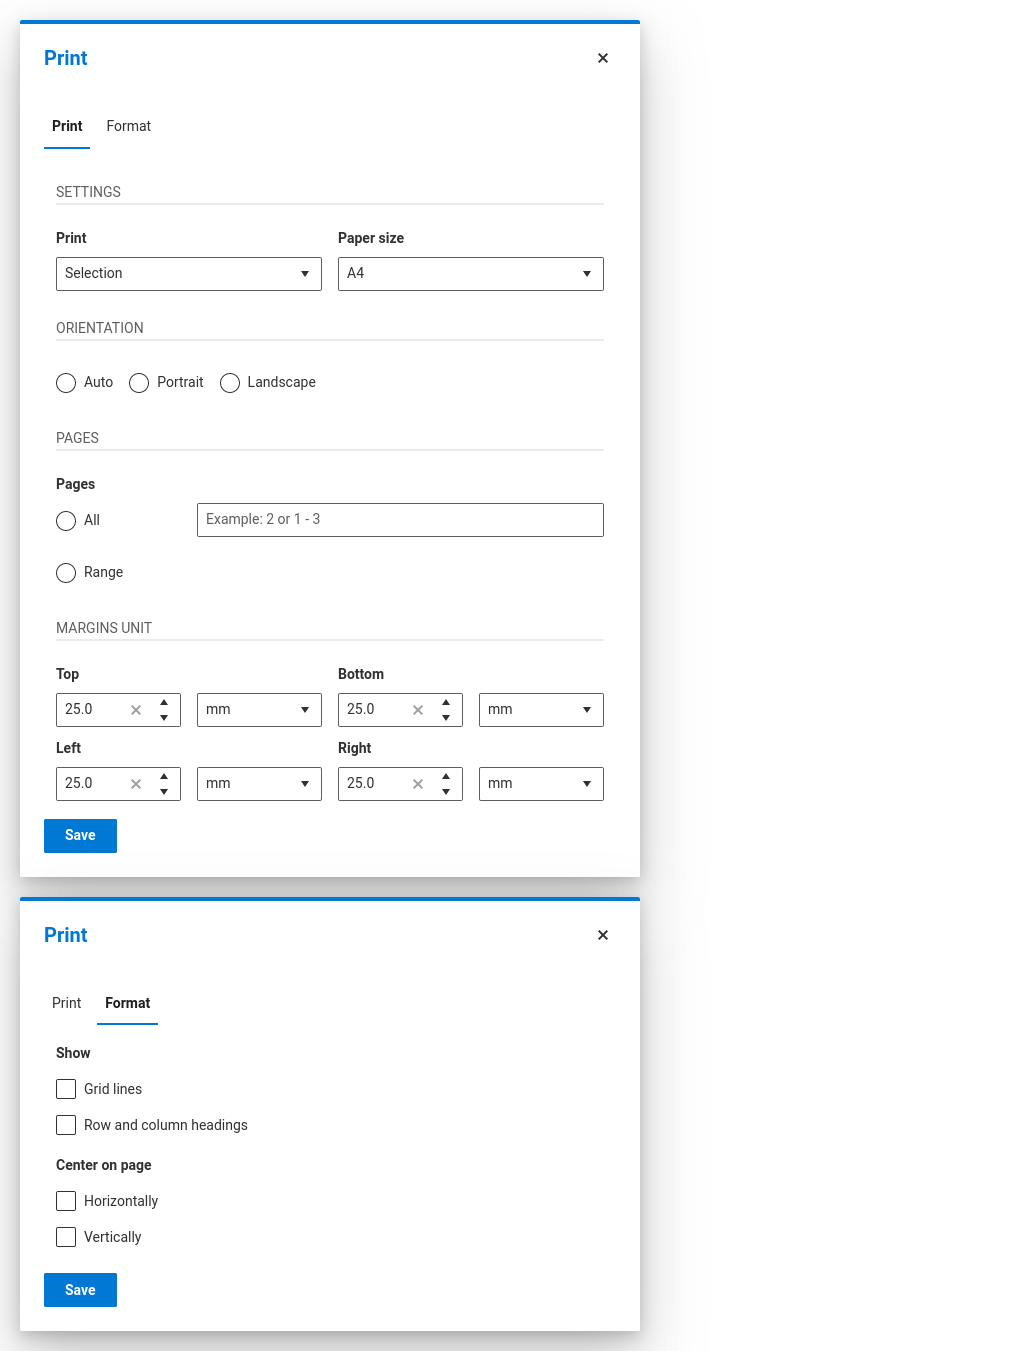 Print
Print Format
SETTINGS
Print Paper size
Selection A4
ORIENTATION
Auto Portrait Landscape
PAGES
Pages
All Example: 2 or 1 - 3
Range
MARGINS UNIT
Top Bottom
25.0 mm 25.0 mm
Left Right
25.0 mm 25.0 mm
Save
Print
Print Format
Show
Grid lines
Row and column headings
Center on page
Horizontally
Vertically
Save